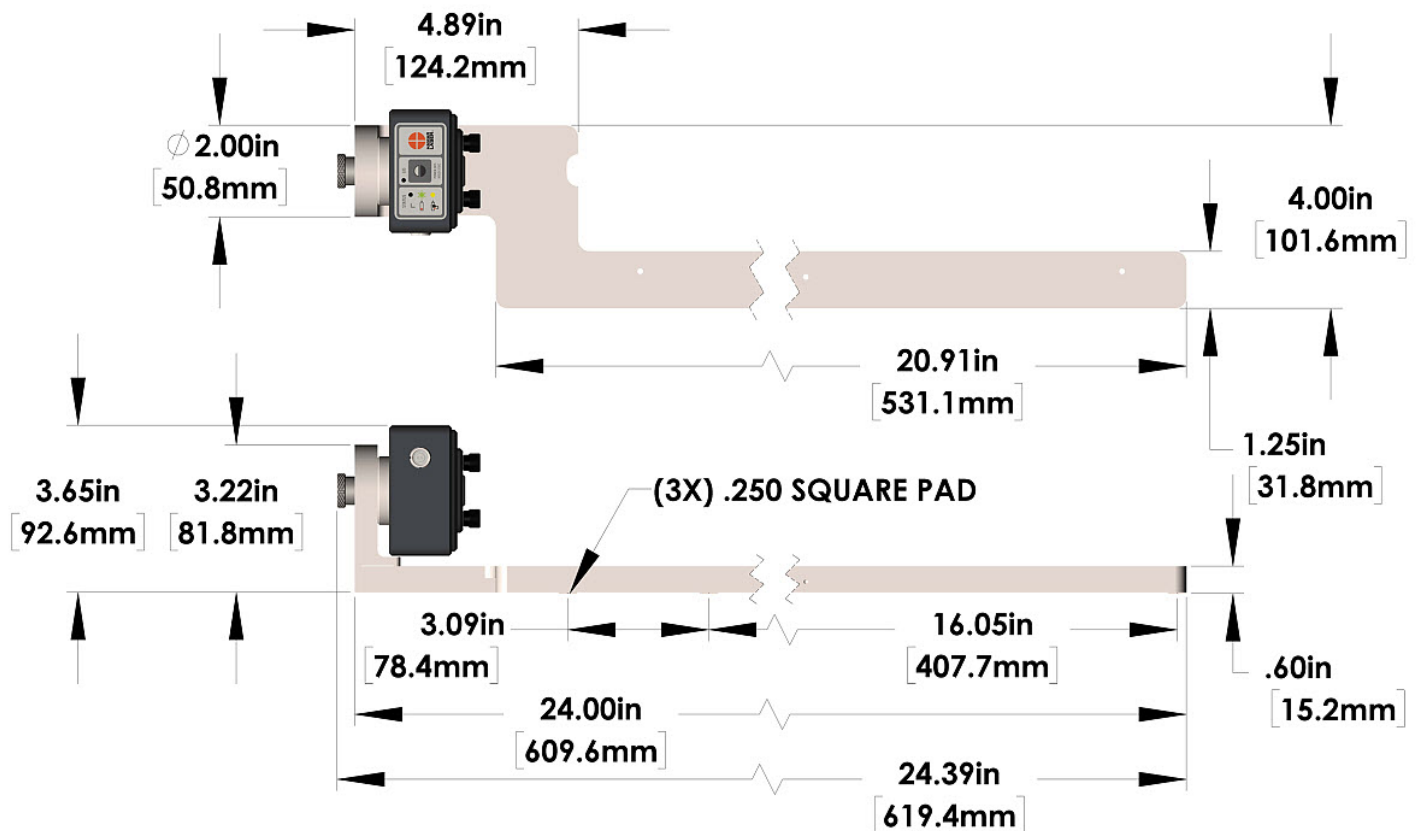 4.89in
[124.2mm]
∅ 2.00in
[50.8mm]
4.00in
[101.6mm]
20.91in
[531.1mm]
1.25in
[31.8mm]
3.65in
[92.6mm]
3.22in
[81.8mm]
(3X) .250 SQUARE PAD
3.09in
[78.4mm]
16.05in
[407.7mm]
.60in
[15.2mm]
24.00in
[609.6mm]
24.39in
[619.4mm]